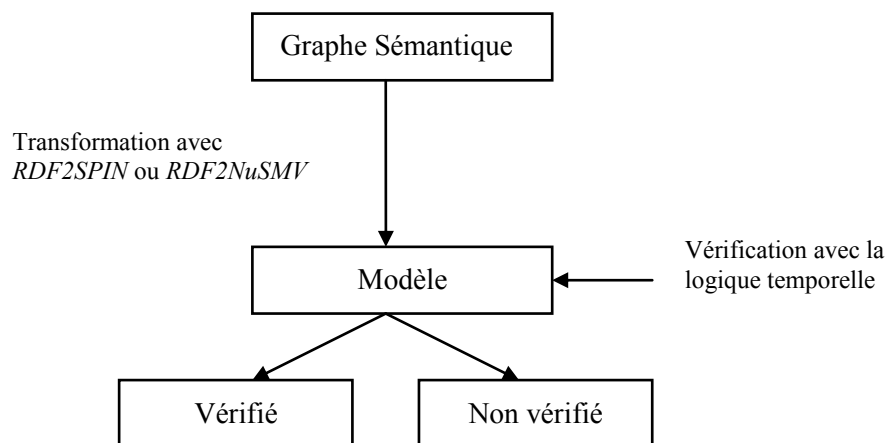 Graphe Sémantique
Transformation avec
RDF2SPIN ou RDF2NuSMV
Modèle
Vérification avec la
logique temporelle
Vérifié
Non vérifié